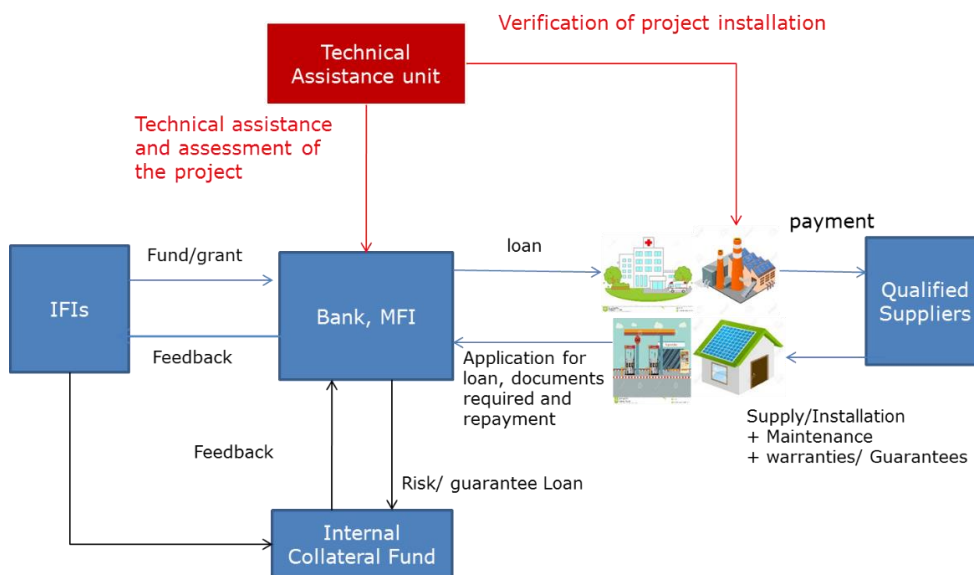 Verification of project installation
Technical
Assistance unit
Technical assistance
and assessment of
the project
payment
Fund/grant
loan
IFIs
Bank, MFI
Qualified
Suppliers
Feedback
Application for
loan, documents
required and
repayment
Supply/Installation
+ Maintenance
+ warranties/ Guarantees
Feedback
Risk/ guarantee Loan
Internal
Collateral Fund